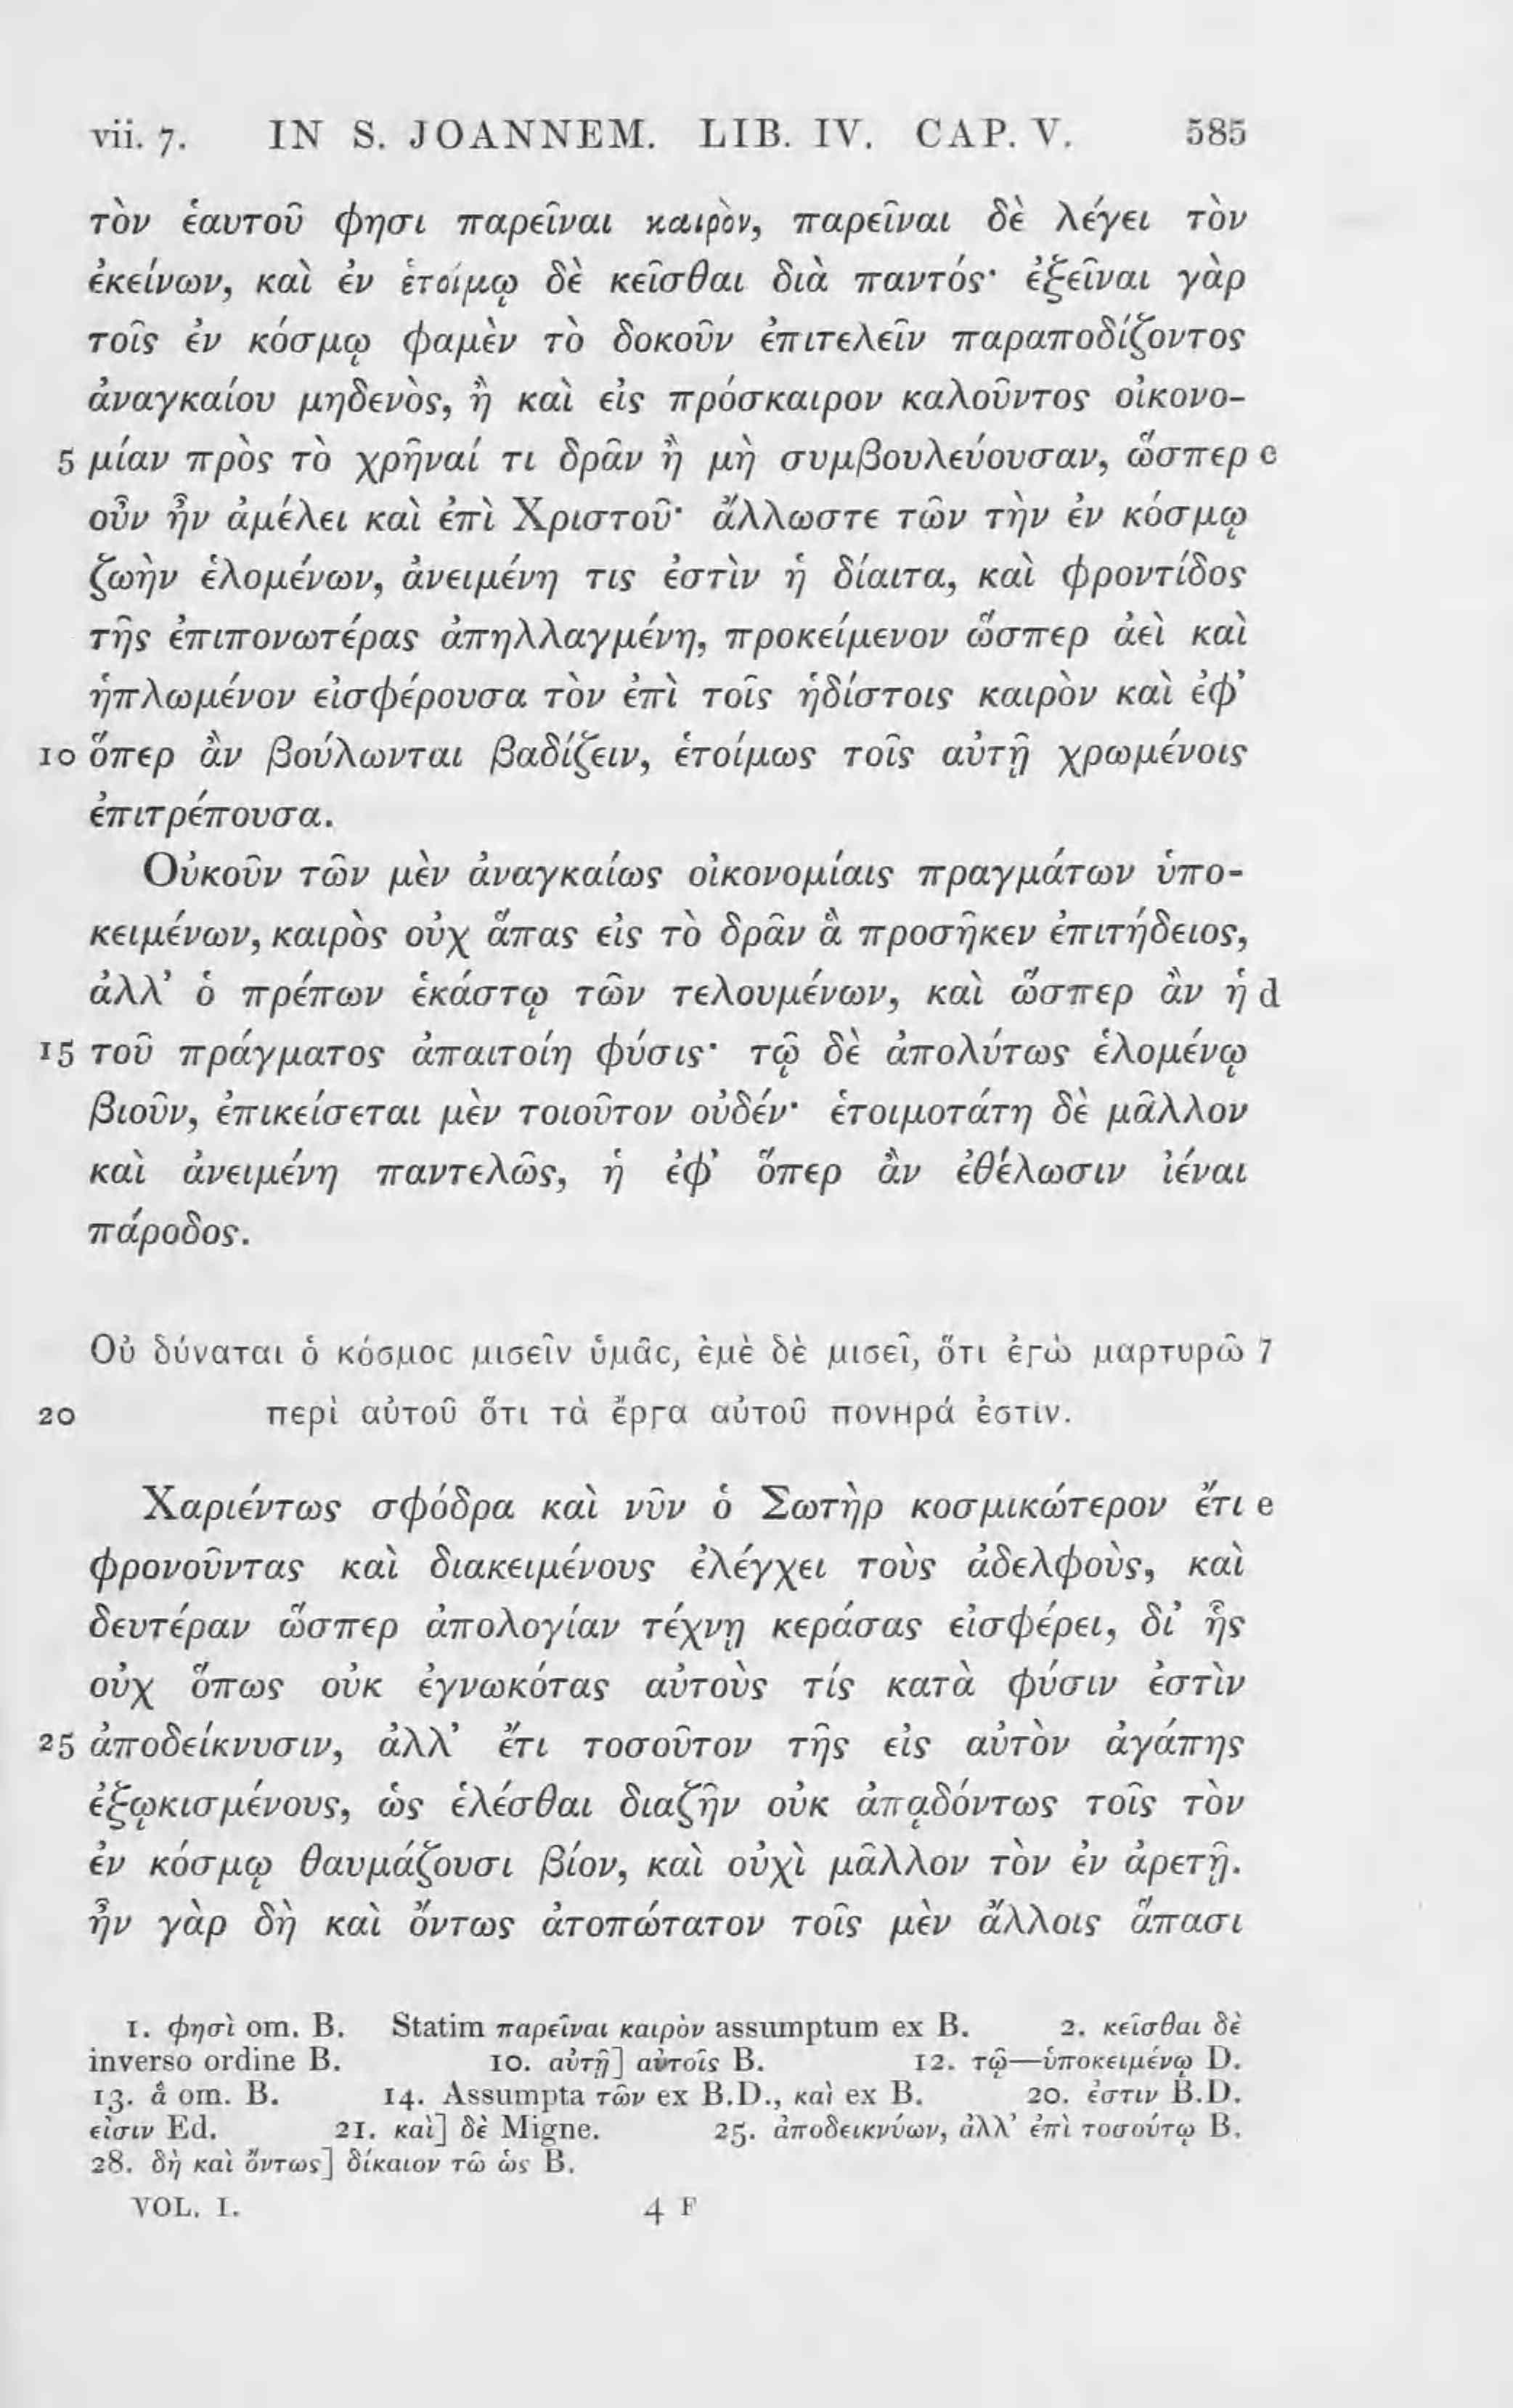 vii. 7. IN S. JOANNEM. LIB. IV. CAP. V. 585
τὸν ἑαυτοῦ φησι παρεῖναι καιρὸν, παρεῖναι δὲ λέγει τὸν
ἐκείνων, καὶ ἐν ἑτοίμῳ δὲ κεῖσθαι διὰ παντός· ἐξεῖναι γὰρ
τοῖς ἐν κόσμῳ φαμὲν τὸ δοκοῦν ἐπιτελεῖν παραποδίζοντος
ἀναγκαίου μηδενὸς, ἢ καὶ εἰς πρόσκαιρον καλοῦντος οἰκονο-
5 μίαν πρὸς τὸ χρῆναί τι δρᾶν ἢ μὴ συμβουλεύουσαν, ὥσπερ c
οὖν ἦν ἀμέλει καὶ ἐπὶ Χριστοῦ· ἄλλωστε τῶν τὴν ἐν κόσμῳ
ζωὴν ἑλομένων, ἀνειμένη τις ἐστὶν ἡ δίαιτα, καὶ φροντίδος
τῆς ἐπιπονωτέρας ἀπηλλαγμένη, προκείμενον ὥσπερ ἀεὶ καὶ
ἡπλωμένον εἰσφέρουσα τὸν ἐπὶ τοῖς ἡδίστοις καιρὸν καὶ ἐφ᾽
10 ὅπερ ἂν βούλωνται βαδίζειν, ἑτοίμως τοῖς αὐτῇ χρωμένοις
ἐπιτρέπουσα.
Οὐκοῦν τῶν μὲν ἀναγκαίως οἰκονομίαις πραγμάτων ὑπο-
κειμένων, καιρὸς οὐχ ἅπας εἰς τὸ δρᾶν ἃ προσῆκεν ἐπιτήδειος,
ἀλλ᾽ ὁ πρέπων ἑκάστῳ τῶν τελουμένων, καὶ ὥσπερ ἂν ἡ d
15 τοῦ πράγματος ἀπαιτοίη φύσις· τῷ δὲ ἀπολύτως ἑλομένῳ
βιοῦν, ἐπικείσεται μὲν τοιοῦτον οὐδέν· ἑτοιμοτάτη δὲ μᾶλλον
καὶ ἀνειμένη παντελῶς, ἡ ἐφ᾽ ὅπερ ἂν ἐθέλωσιν ἰέναι
πάροδος.
Οὐ δύναται ὁ κόσμος μισεῖν ὑμᾶς, ἐμὲ δὲ μισεῖ, ὅτι ἐγὼ μαρτυρῶ 7
20 περὶ αὐτοῦ ὅτι τὰ ἔργα αὐτοῦ πονηρά ἐστιν.
Χαριέντως σφόδρα καὶ νῦν ὁ Σωτὴρ κοσμικώτερον ἔτι e
φρονοῦντας καὶ διακειμένους ἐλέγχει τοὺς ἀδελφοὺς, καὶ
δευτέραν ὥσπερ ἀπολογίαν τέχνῃ κεράσας εἰσφέρει, δι᾽ ἧς
οὐχ ὅπως οὐκ ἐγνωκότας αὐτοὺς τίς κατὰ φύσιν ἐστὶν
25 ἀποδείκνυσιν, ἀλλ᾽ ἔτι τοσοῦτον τῆς εἰς αὐτὸν ἀγάπης
ἐξῳκισμένους, ὡς ἑλέσθαι διαζῆν οὐκ ἀπᾳδόντως τοῖς τὸν
ἐν κόσμῳ θαυμάζουσι βίον, καὶ οὐχὶ μᾶλλον τὸν ἐν ἀρετῇ.
ἦν γὰρ δὴ καὶ ὄντως ἀτοπώτατον τοῖς μὲν ἄλλοις ἅπασι
1. φησὶ om. B. Statim παρεῖναι καιρὸν assumptum ex B. 2. κεῖσθαι δὲ
inverso ordine B. 10. αὐτῇ] αὐτοῖς B. 12. τῷ—ὑποκειμένῳ D.
13. ἃ om. B. 14. Assumpta τῶν ex B.D., καὶ ex B. 20. ἐστιν B.D.
εἰσιν Ed. 21. καὶ] δὲ Migne. 25. ἀποδεικνύων, ἀλλ᾽ ἐπὶ τοσούτῳ B.
28. δὴ καὶ ὄντως] δίκαιον τῶ ὡς B.
VOL. I. 4 F